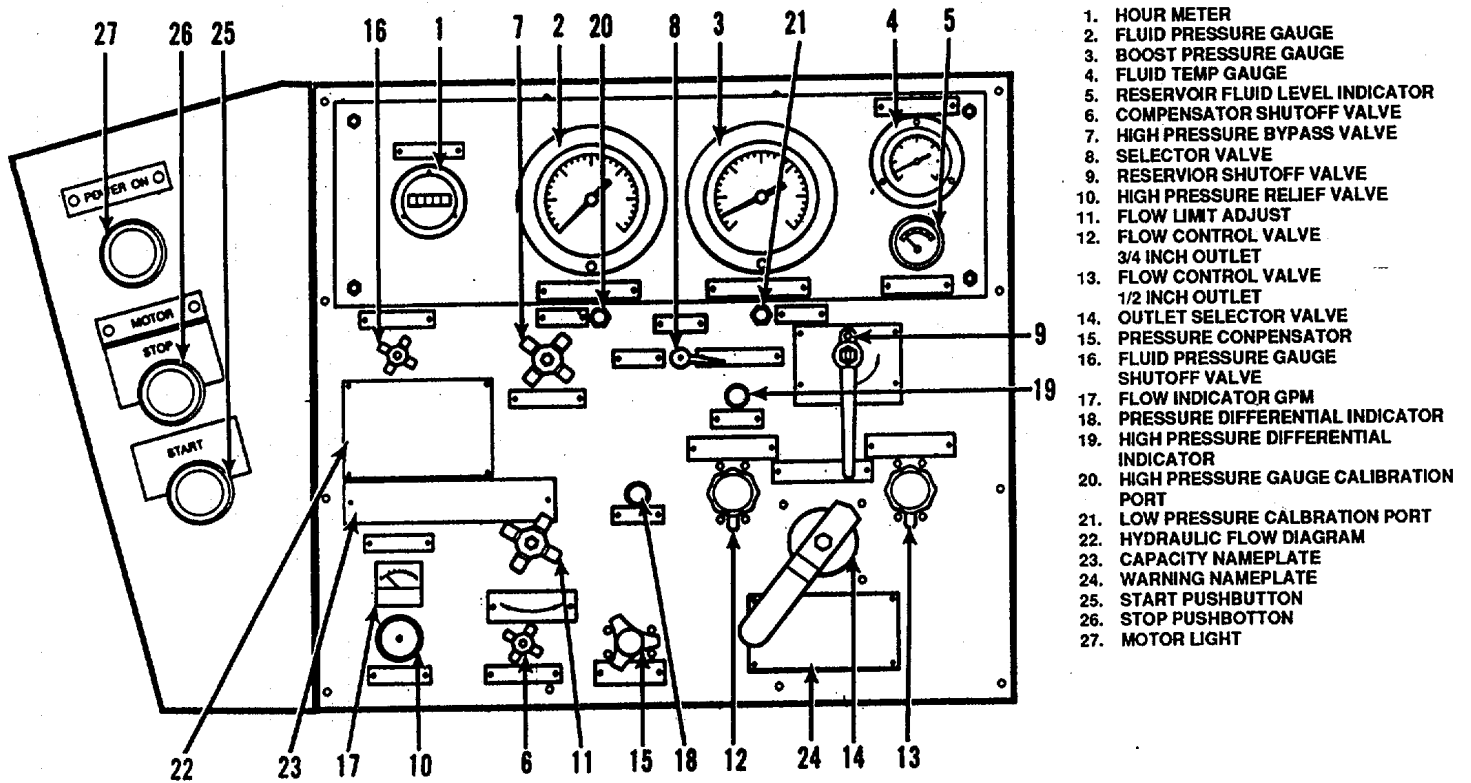 27 26 25 16 1 7 2 20 8 3 21 4 5
POWER ON
MOTOR
STOP
START
9
19
22 23 17 10 6 11 15 18 12 24 14 13
1. HOUR METER
2. FLUID PRESSURE GAUGE
3. BOOST PRESSURE GAUGE
4. FLUID TEMP GAUGE
5. RESERVOIR FLUID LEVEL INDICATOR
6. COMPENSATOR SHUTOFF VALVE
7. HIGH PRESSURE BYPASS VALVE
8. SELECTOR VALVE
9. RESERVIOR SHUTOFF VALVE
10. HIGH PRESSURE RELIEF VALVE
11. FLOW LIMIT ADJUST
12. FLOW CONTROL VALVE
3/4 INCH OUTLET
13. FLOW CONTROL VALVE
1/2 INCH OUTLET
14. OUTLET SELECTOR VALVE
15. PRESSURE CONPENSATOR
16. FLUID PRESSURE GAUGE
SHUTOFF VALVE
17. FLOW INDICATOR GPM
18. PRESSURE DIFFERENTIAL INDICATOR
19. HIGH PRESSURE DIFFERENTIAL
INDICATOR
20. HIGH PRESSURE GAUGE CALIBRATION
PORT
21. LOW PRESSURE CALBRATION PORT
22. HYDRAULIC FLOW DIAGRAM
23. CAPACITY NAMEPLATE
24. WARNING NAMEPLATE
25. START PUSHBUTTON
26. STOP PUSHBOTTON
27. MOTOR LIGHT